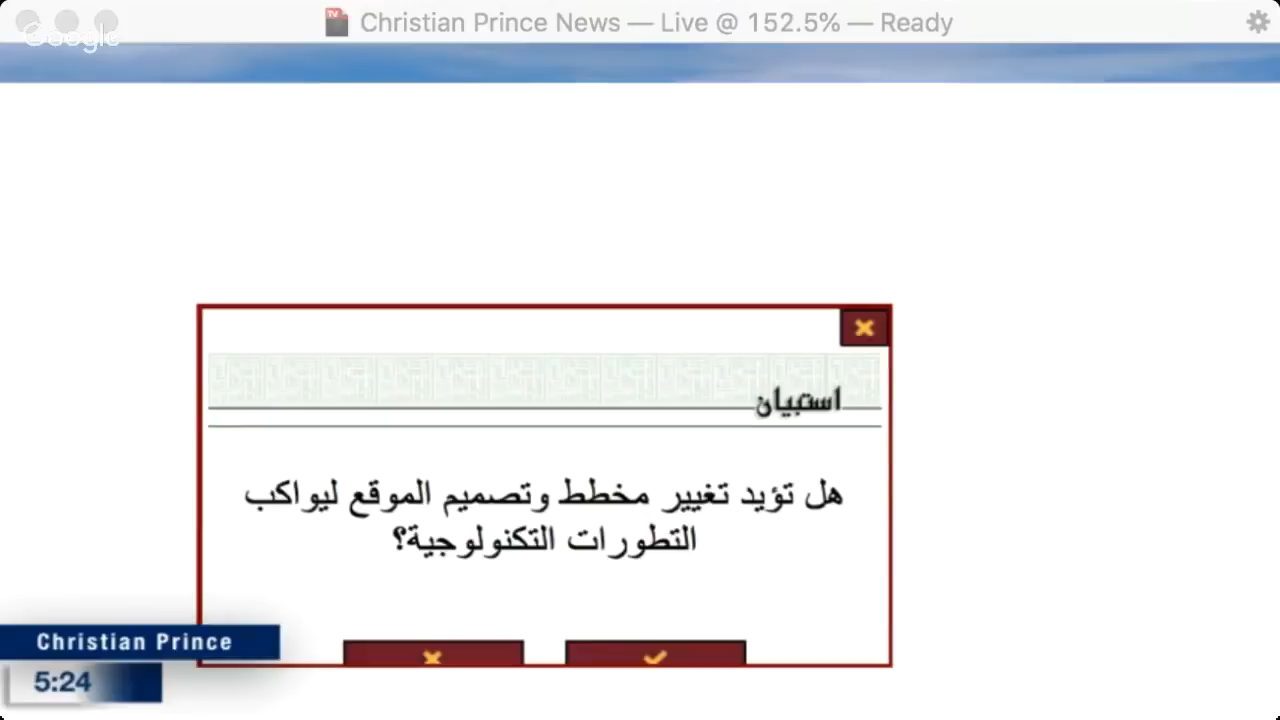 Christian Prince News — Live @ 152.5% — Ready
Google
استبيان
هل تؤيد تغيير مخطط وتصميم الموقع ليواكب
التطورات التكنولوجية؟
Christian Prince
5:24